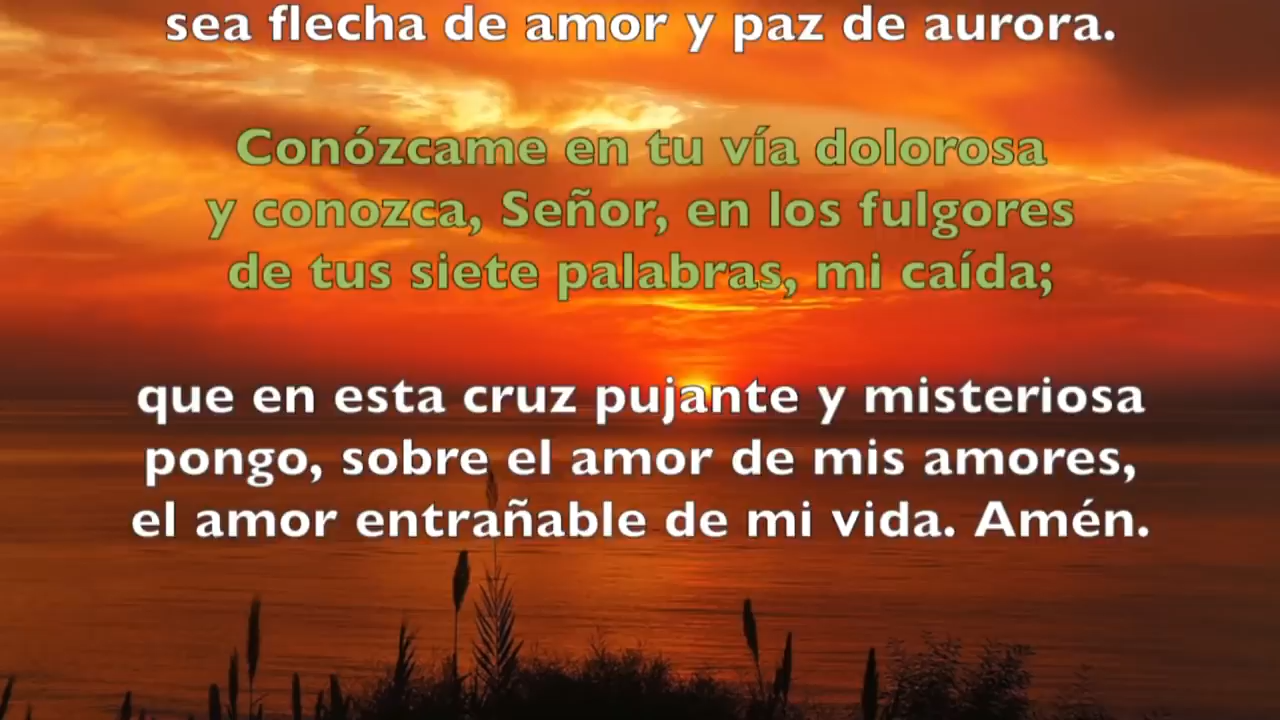 sea flecha de amor y paz de aurora.
Conózcame en tu vía dolorosa
y conozca, Señor, en los fulgores
de tus siete palabras, mi caída;
que en esta cruz pujante y misteriosa
pongo, sobre el amor de mis amores,
el amor entrañable de mi vida. Amén.